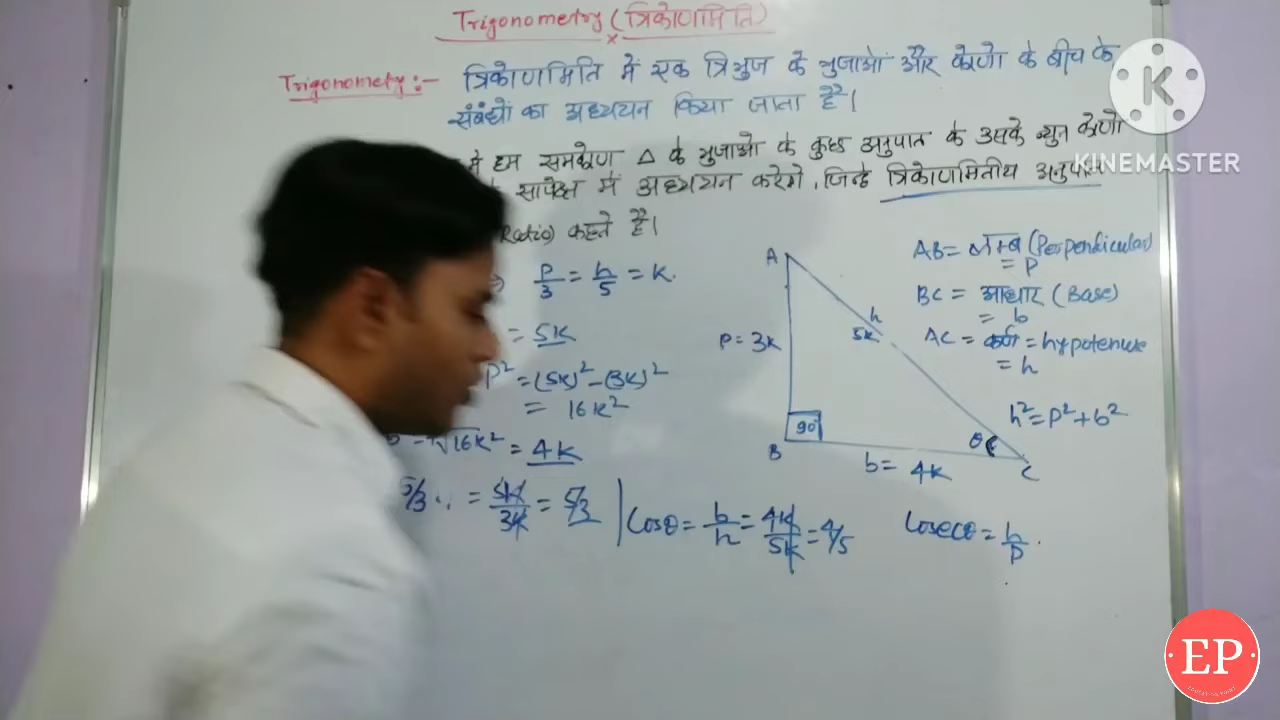 Trigonometry (त्रिकोणमिति)
Trigonometry :- त्रिकोणमिति में एक त्रिभुज के भुजाओं और कोणो के बीच के
संबंधों का अध्ययन किया जाता है।
में हम समकोण Δ के भुजाओ के कुछ अनुपात के उसके न्युन कोणो
सापेक्ष में अध्ययन करेगे, जिन्हे त्रिकोणमितीय अनुपात
Ratio) कहते है।
P/3 = h/5 = K.
= 5K
P² = (5K)² - (3K)²
= 16K²
√16K² = 4K
5/3 = 5K/3K = 5/3
Cosθ = b/h = 4K/5K = 4/5
Cosecθ = h/P
A
h
5K
P = 3K
90°
B
θ
C
b = 4K
AB = लम्ब (Perpendicular)
= P
BC = आधार (Base)
= b
AC = कर्ण = hypotenuse
= h
h² = P² + b²
K
KINEMASTER
EP
EDUCATION POINT